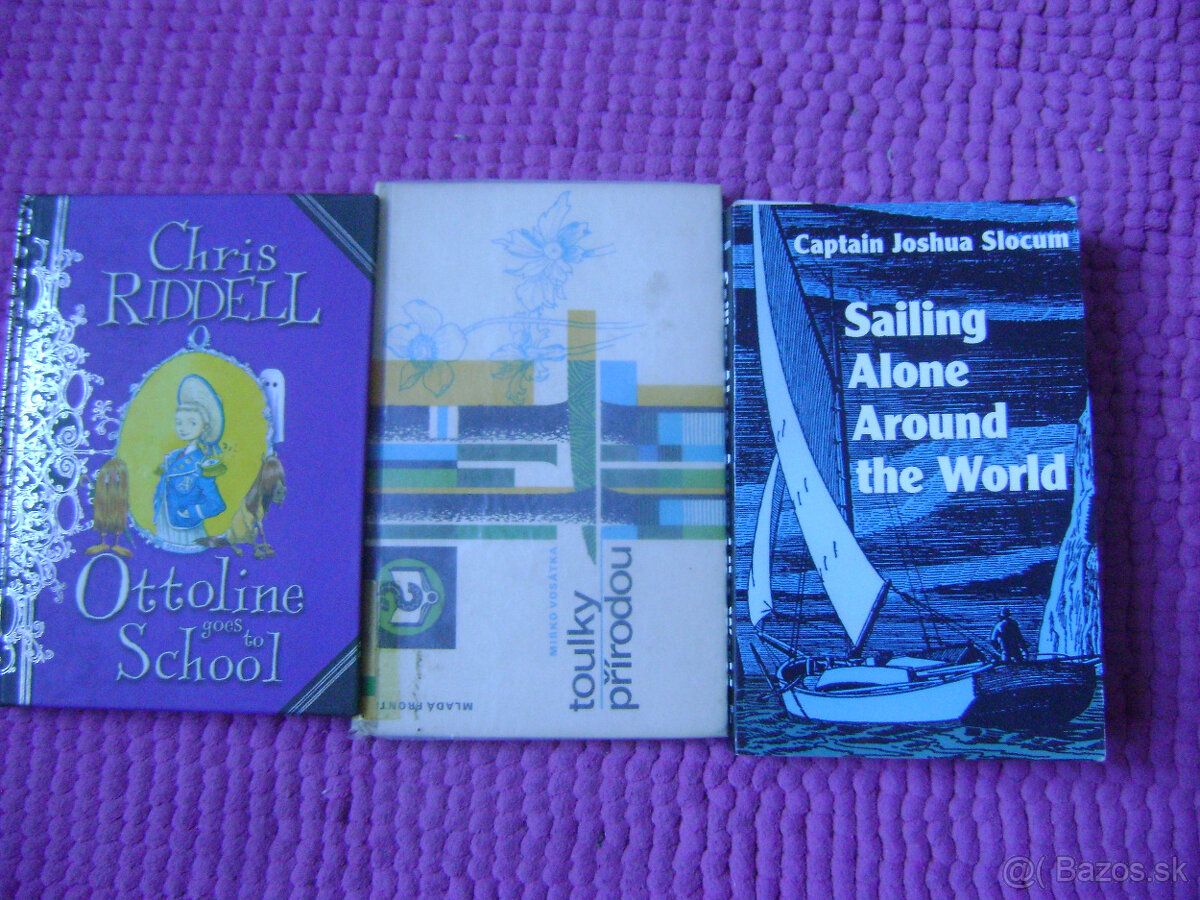 Chris
RIDDELL
Ottoline
goes to
School
MIRKO VOSÁTKA
toulky
přírodou
MLADÁ FRONT
Captain Joshua Slocum
Sailing
Alone
Around
the World
@( Bazos.sk